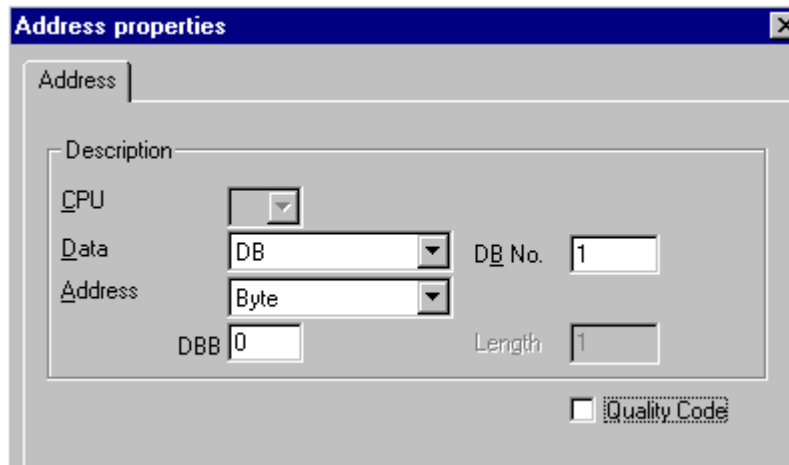 Address properties
Address
Description
CPU
Data DB DB No. 1
Address Byte
DBB 0 Length 1
Quality Code